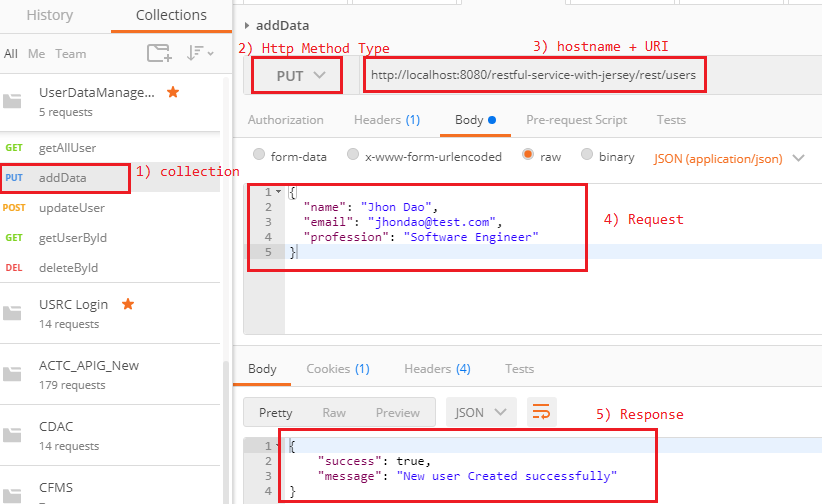 History Collections
All Me Team
UserDataManage...
5 requests
GET getAllUser
PUT addData
1) collection
POST updateUser
GET getUserById
DEL deleteById
USRC Login
14 requests
ACTC_APIG_New
179 requests
CDAC
14 requests
CFMS
addData
2) Http Method Type
3) hostname + URI
PUT
http://localhost:8080/restful-service-with-jersey/rest/users
Authorization Headers (1) Body Pre-request Script Tests
form-data x-www-form-urlencoded raw binary JSON (application/json)
1 {
2 "name": "Jhon Dao",
3 "email": "jhondao@test.com",
4 "profession": "Software Engineer"
5 }
4) Request
Body Cookies (1) Headers (4) Tests
Pretty Raw Preview JSON
5) Response
1 {
2 "success": true,
3 "message": "New user Created successfully"
4 }